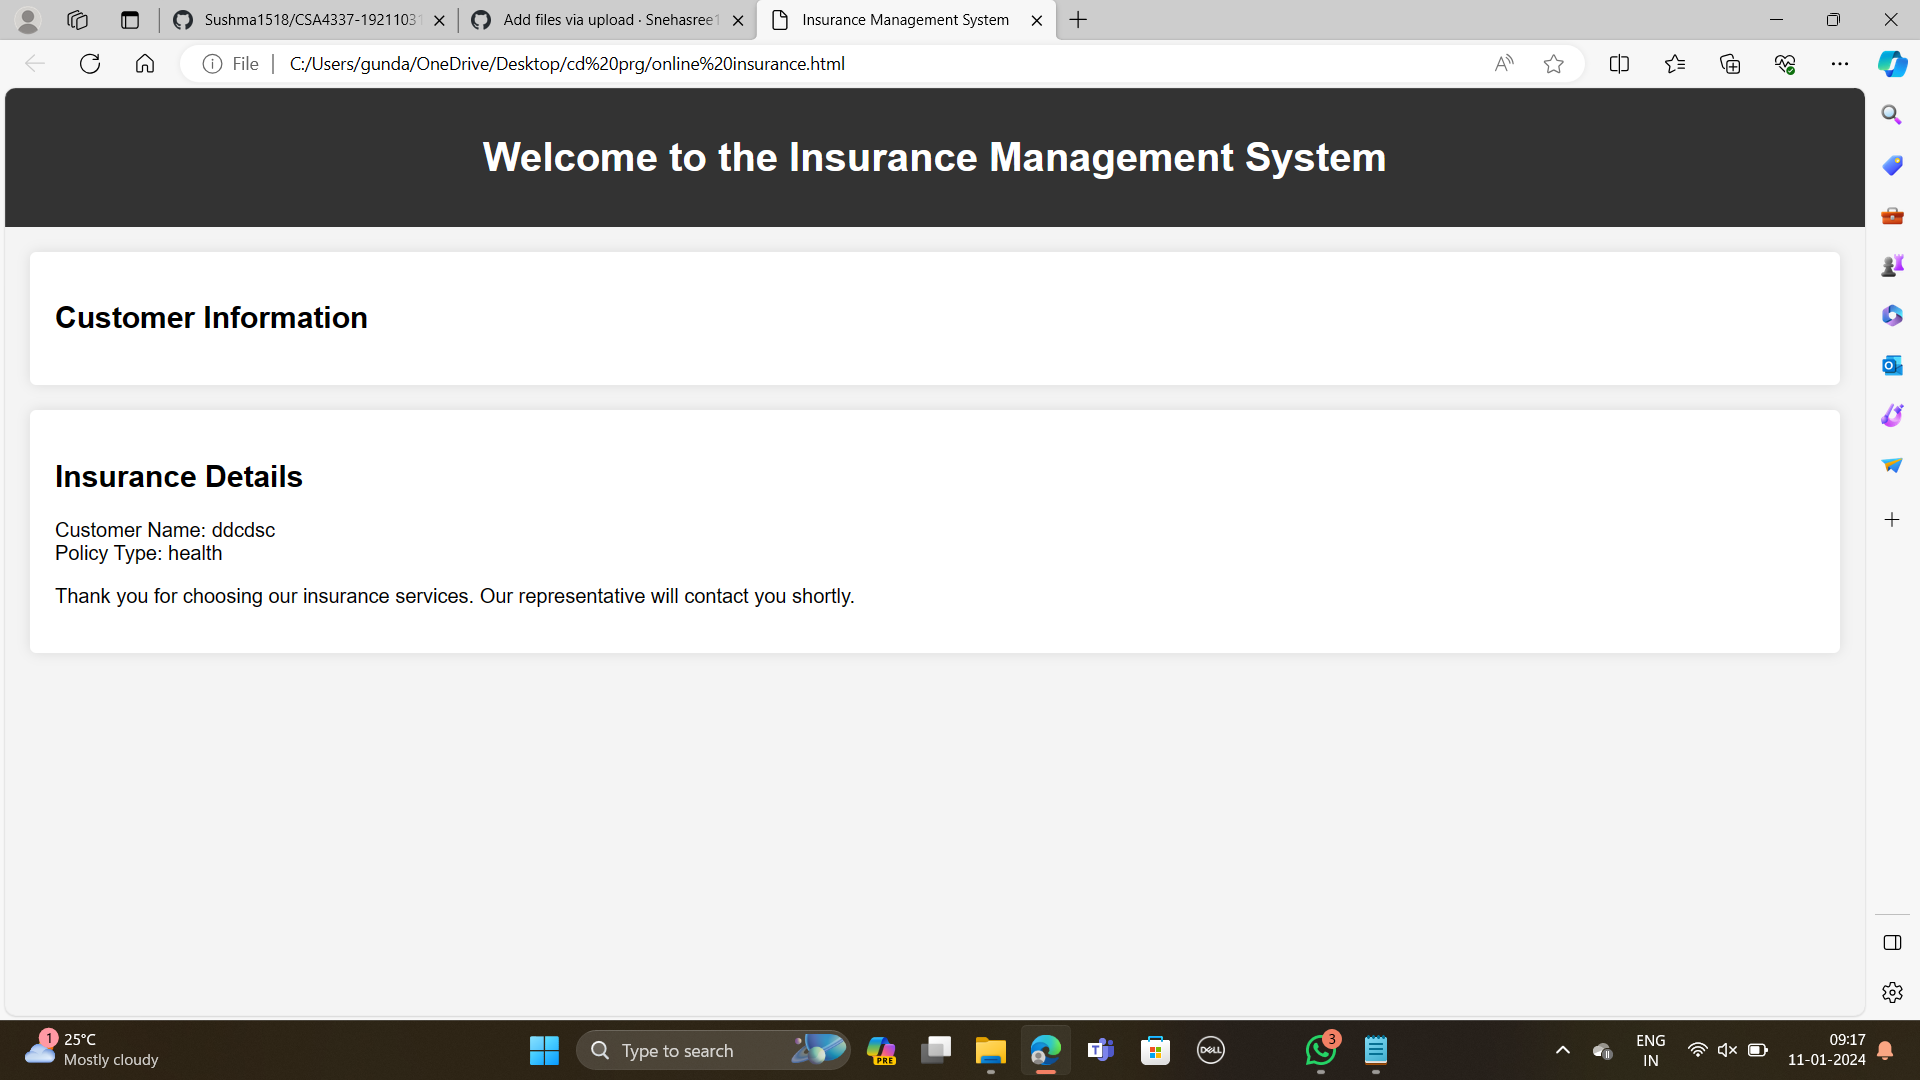 Sushma1518/CSA4337-19211031
Add files via upload · Snehasree1
Insurance Management System
File
C:/Users/gunda/OneDrive/Desktop/cd%20prg/online%20insurance.html
Welcome to the Insurance Management System
Customer Information
Insurance Details
Customer Name: ddcdsc
Policy Type: health
Thank you for choosing our insurance services. Our representative will contact you shortly.
1
25°C
Mostly cloudy
Type to search
PRE
DELL
3
ENG
IN
09:17
11-01-2024